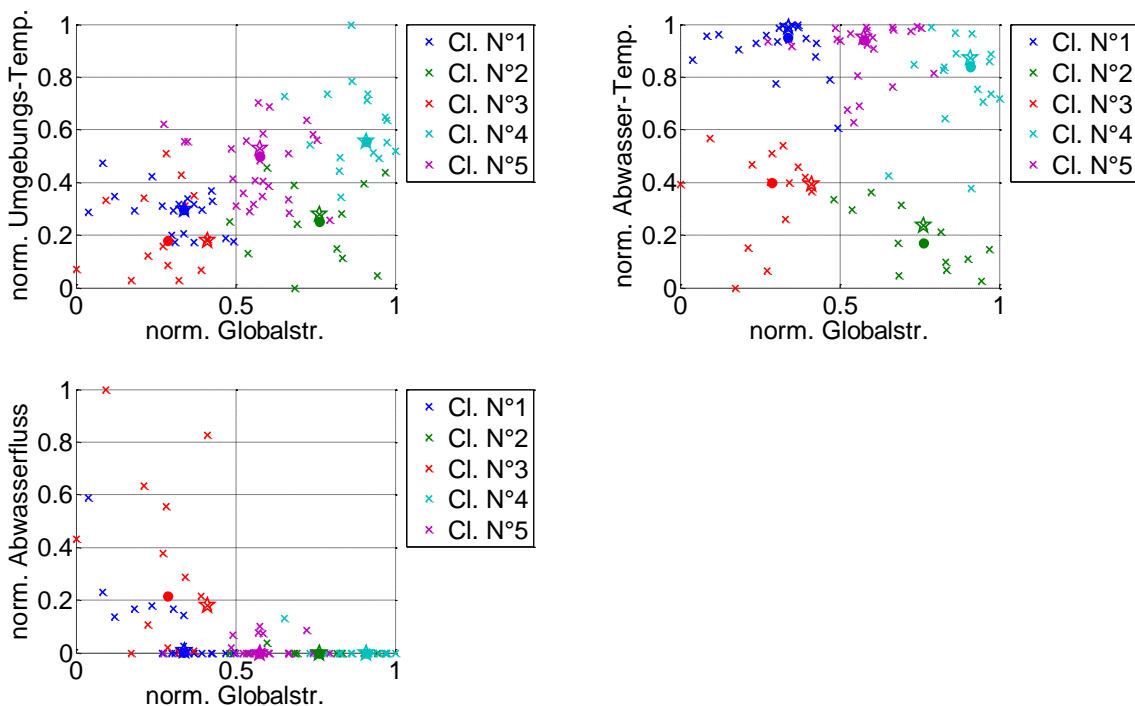 norm. Umgebungs-Temp.
1
0.8
0.6
0.4
0.2
0
0.5
1
norm. Globalstr.
Cl. N°1
Cl. N°2
Cl. N°3
Cl. N°4
Cl. N°5
norm. Abwasser-Temp.
1
0.8
0.6
0.4
0.2
0
0
0.5
1
norm. Globalstr.
Cl. N°1
Cl. N°2
Cl. N°3
Cl. N°4
Cl. N°5
norm. Abwasserfluss
1
0.8
0.6
0.4
0.2
0
0
0.5
1
norm. Globalstr.
Cl. N°1
Cl. N°2
Cl. N°3
Cl. N°4
Cl. N°5